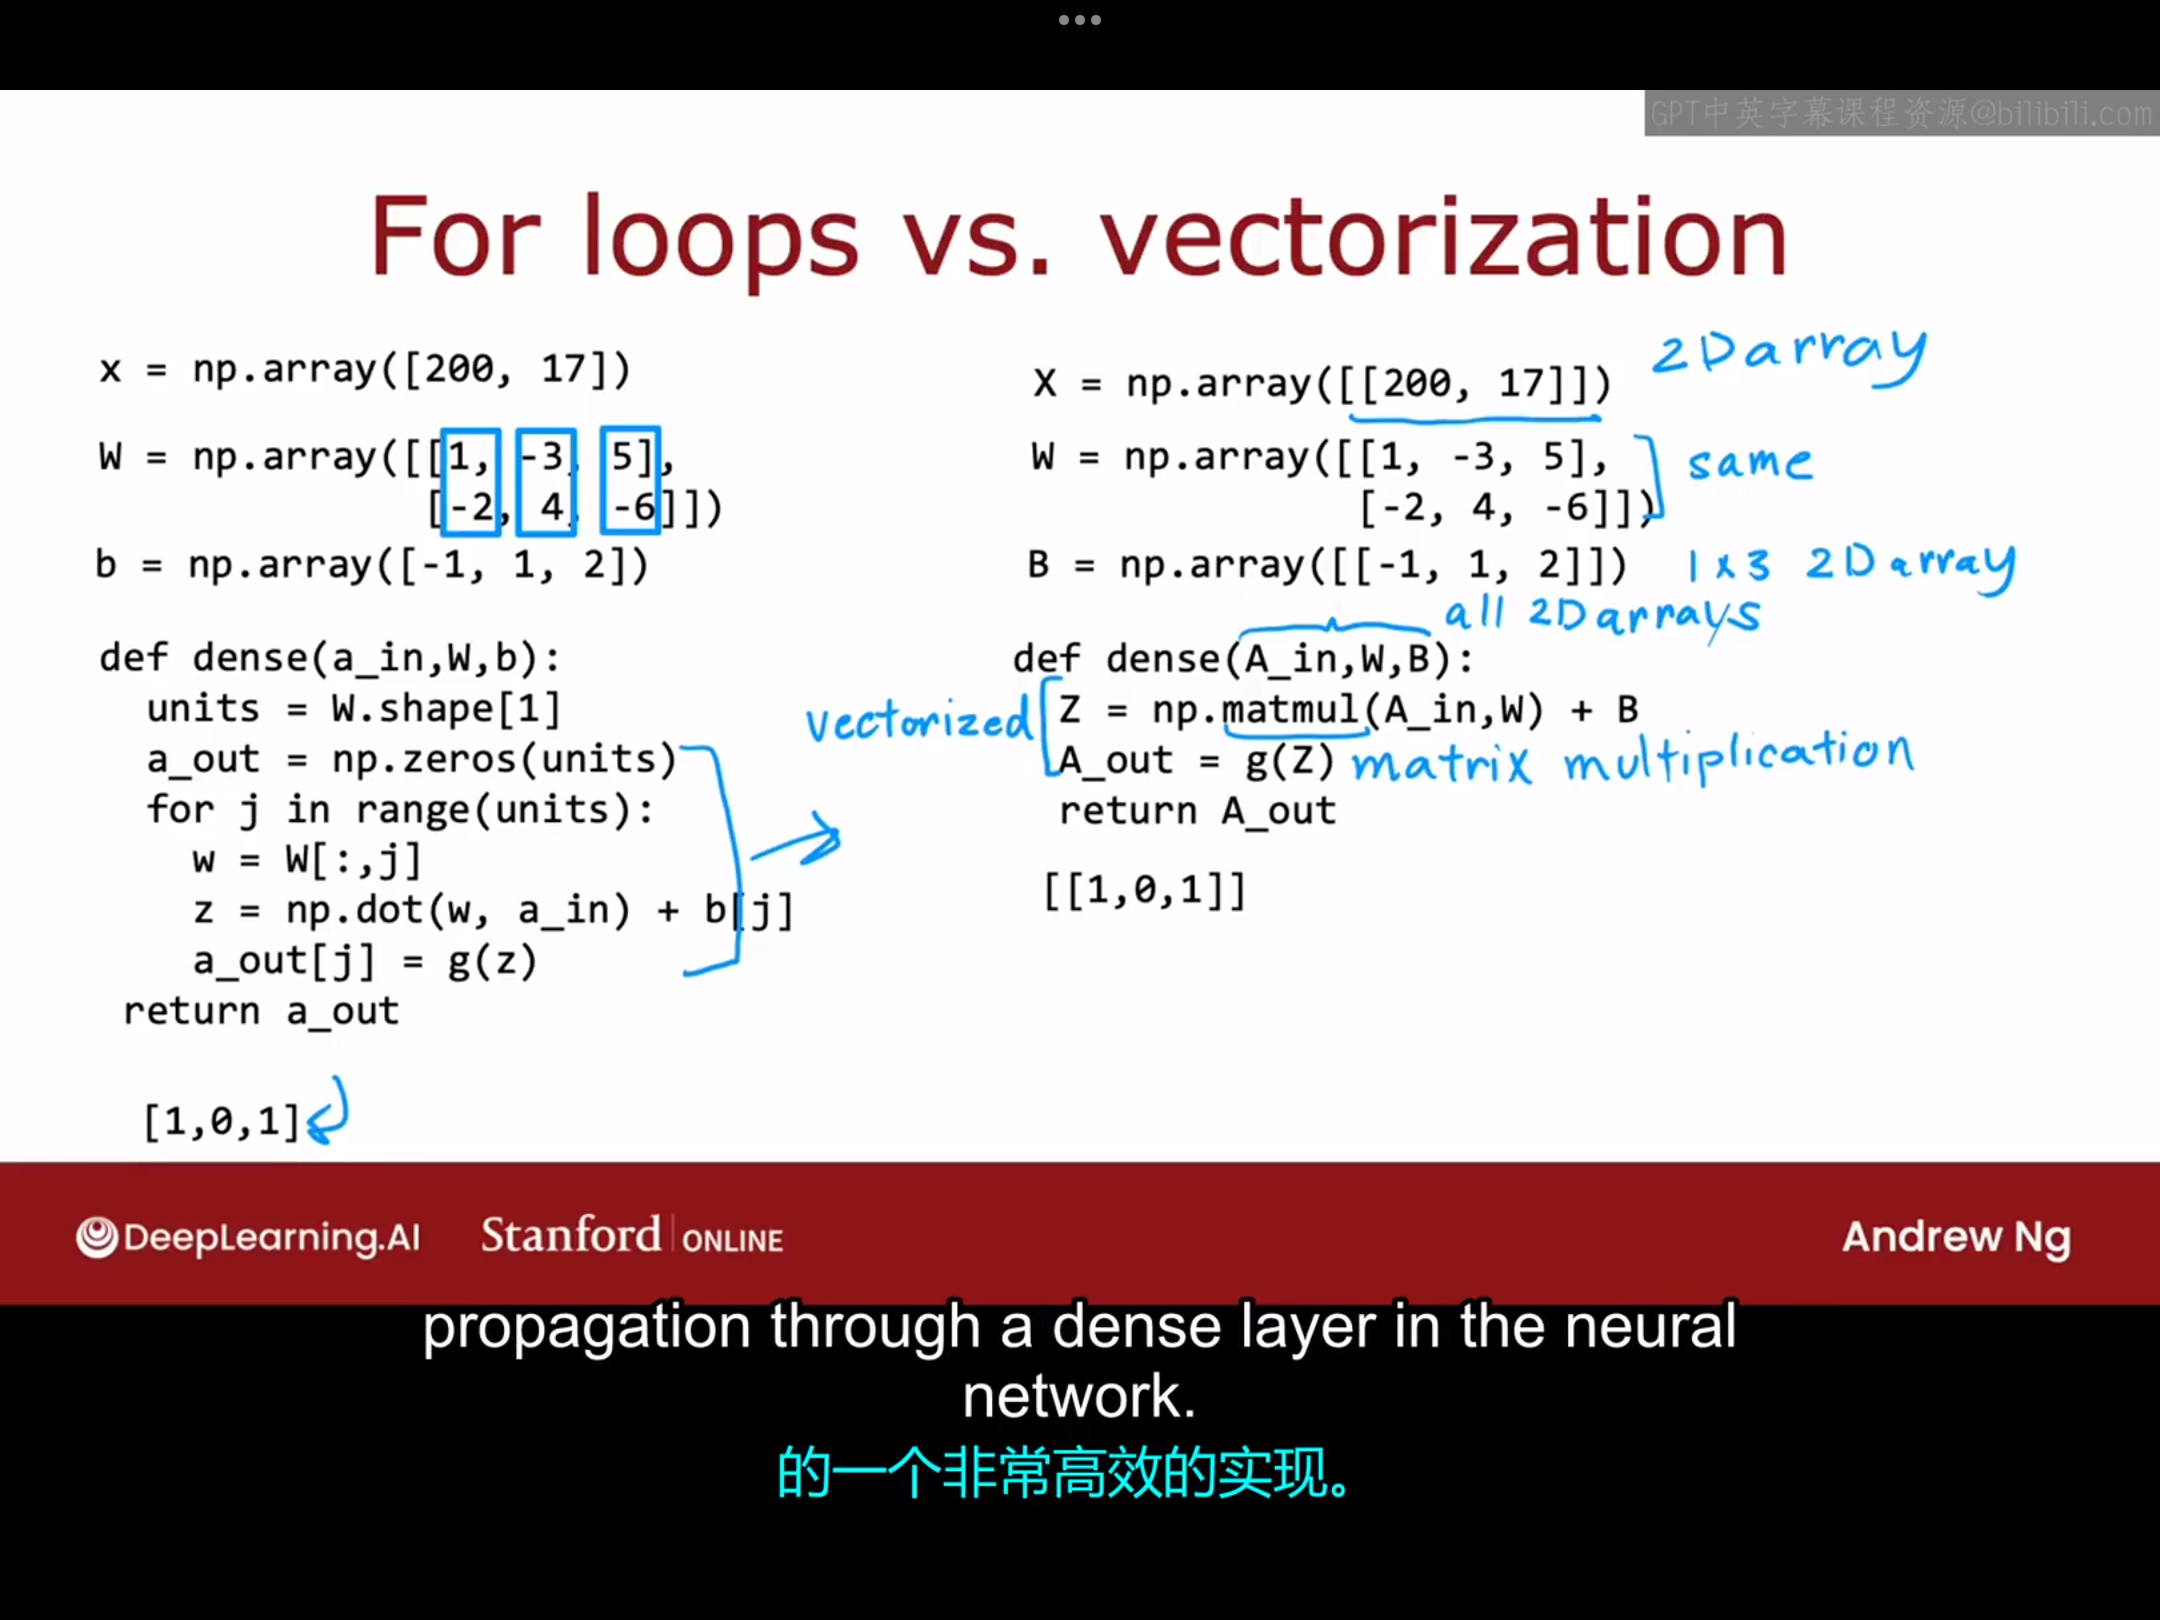 GPT中英字幕课程资源@bilibili.com
For loops vs. vectorization
x = np.array([200, 17])
W = np.array([[1, -3, 5],
[-2, 4, -6]])
b = np.array([-1, 1, 2])
def dense(a_in,W,b):
units = W.shape[1]
a_out = np.zeros(units)
for j in range(units):
w = W[:,j]
z = np.dot(w, a_in) + b[j]
a_out[j] = g(z)
return a_out
[1,0,1]
X = np.array([[200, 17]])
2D array
W = np.array([[1, -3, 5],
[-2, 4, -6]])
same
B = np.array([[-1, 1, 2]])
1x3 2D array
all 2D arrays
def dense(A_in,W,B):
vectorized
Z = np.matmul(A_in,W) + B
A_out = g(Z)
matrix multiplication
return A_out
[[1,0,1]]
DeepLearning.AI
Stanford ONLINE
Andrew Ng
propagation through a dense layer in the neural
network.
的一个非常高效的实现。